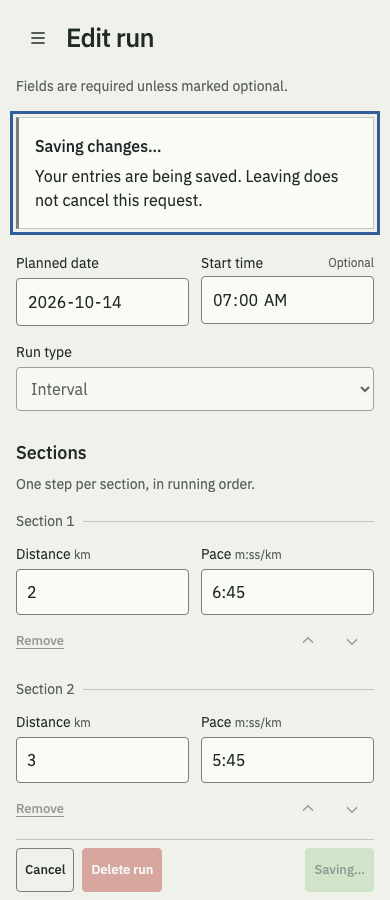 Edit run
Fields are required unless marked optional.
Saving changes...
Your entries are being saved. Leaving does
not cancel this request.
Planned date
Start time Optional
2026-10-14
07:00 AM
Run type
Interval
Sections
One step per section, in running order.
Section 1
Distance km
Pace m:ss/km
2
6:45
Remove
Section 2
Distance km
Pace m:ss/km
3
5:45
Remove
Cancel
Delete run
Saving...